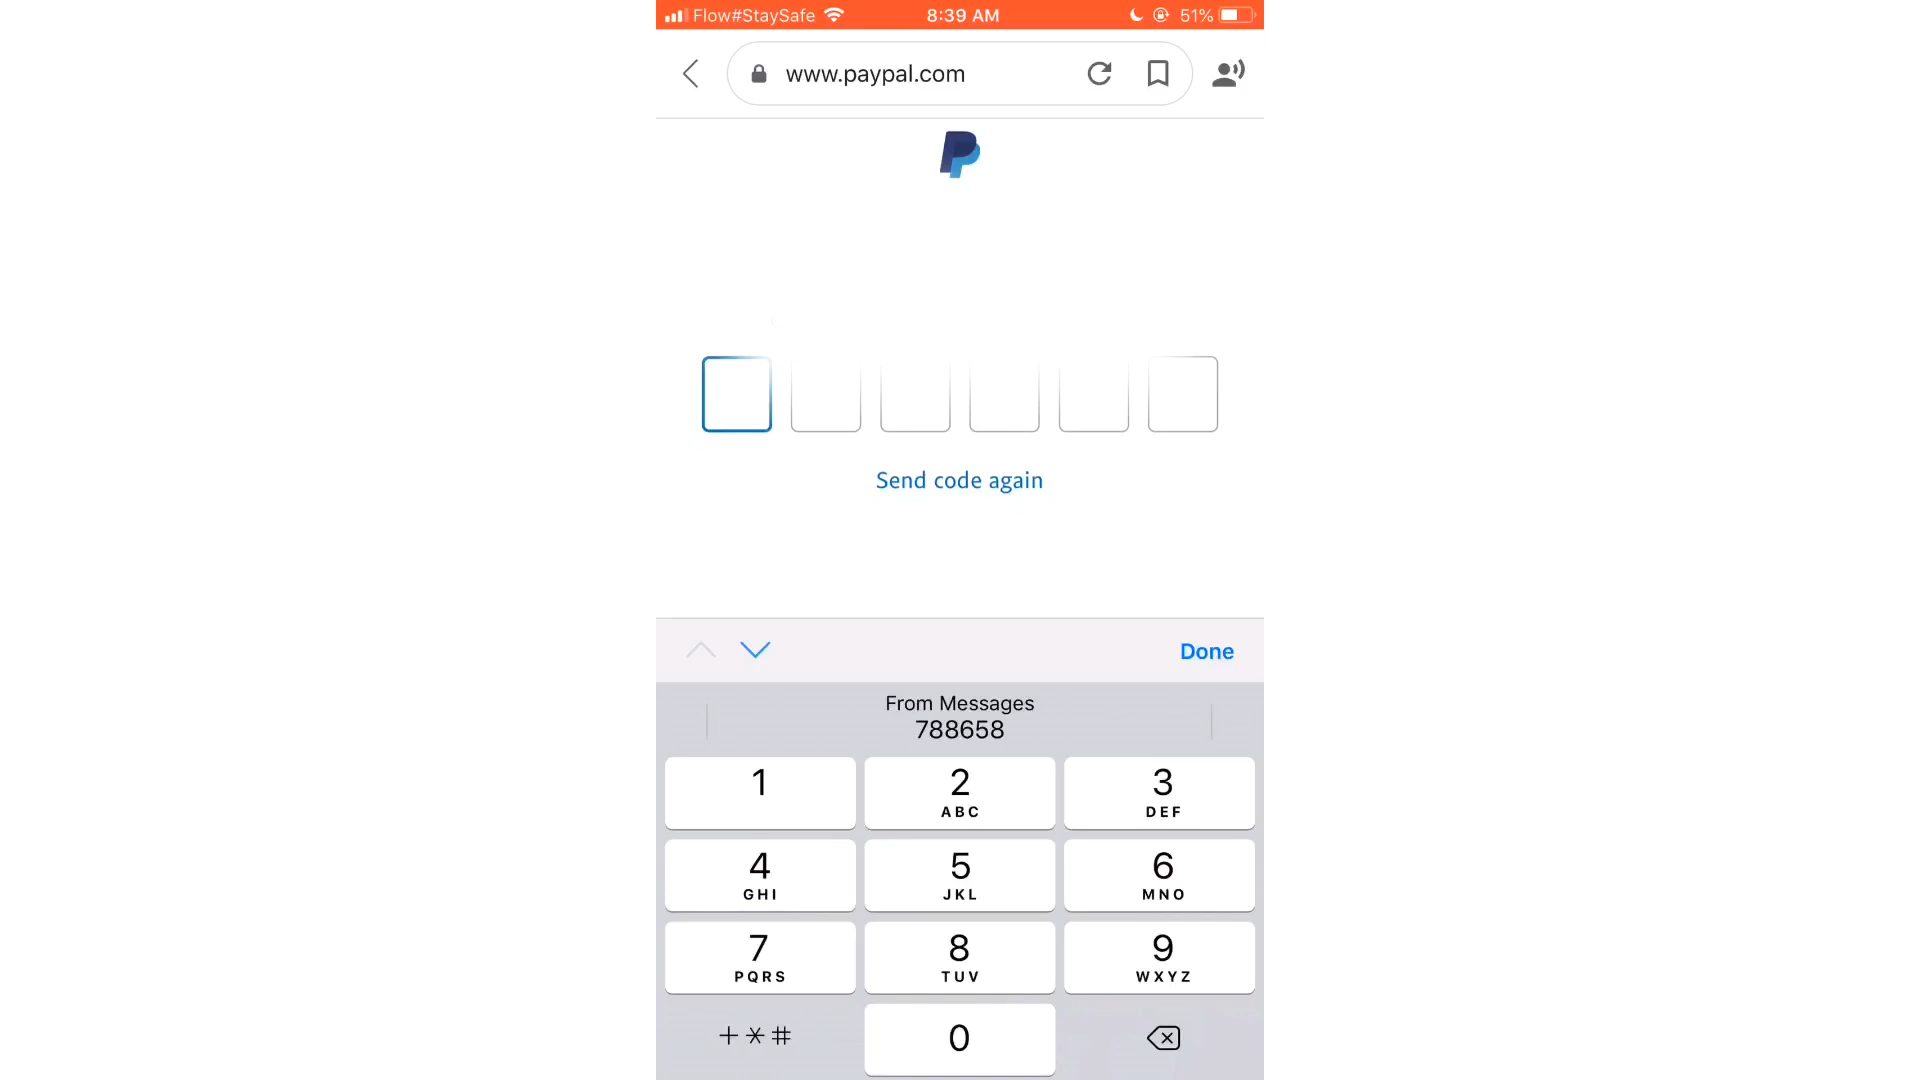 Flow#StaySafe 8:39 AM 51%
www.paypal.com
Send code again
Done
From Messages
788658
1 2 3
ABC DEF
4 5 6
GHI JKL MNO
7 8 9
PQRS TUV WXYZ
+*# 0